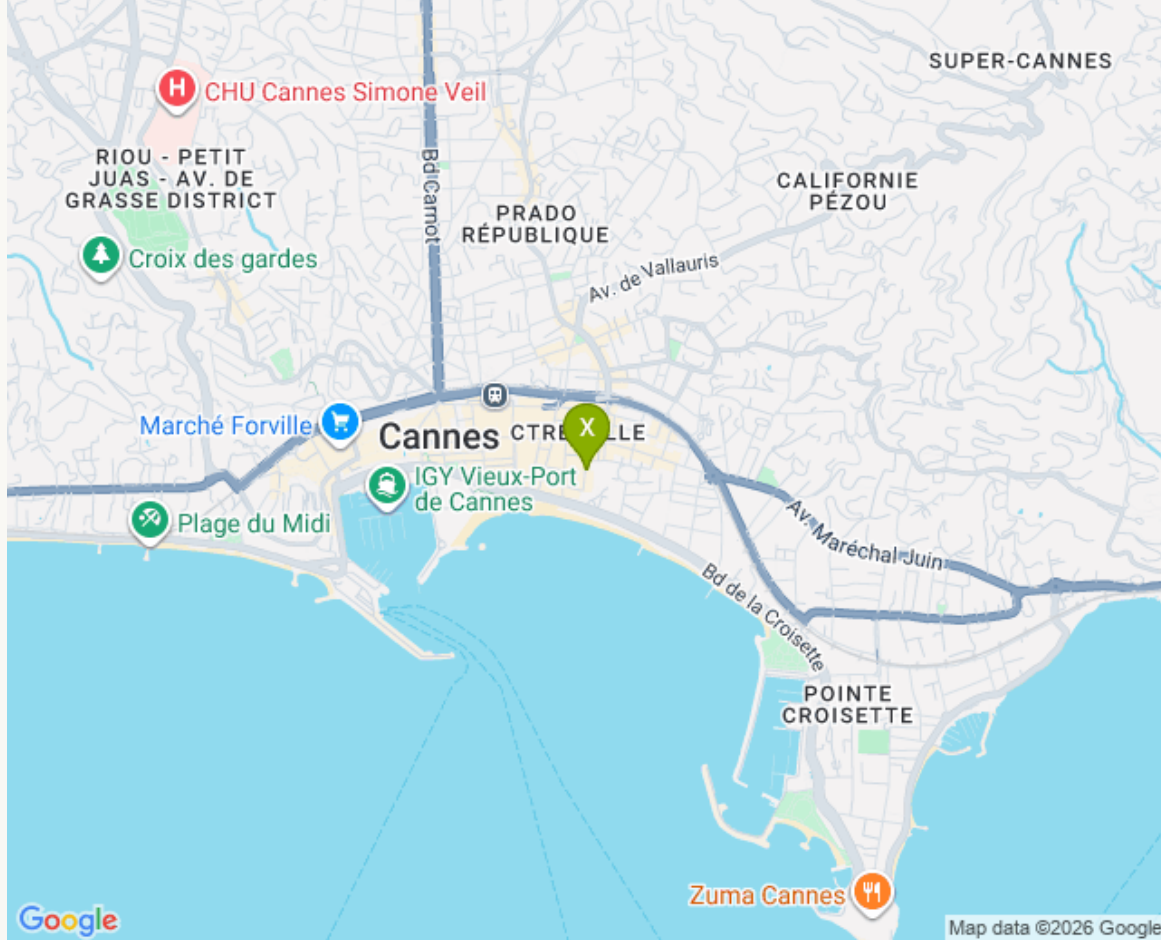 SUPER-CANNES
H
CHU Cannes Simone Veil
RIOU - PETIT
JUAS - AV. DE
GRASSE DISTRICT
Bd Carnot
CALIFORNIE
PÉZOU
PRADO
RÉPUBLIQUE
Croix des gardes
Av. de Vallauris
Marché Forville
Cannes
X
IGY Vieux-Port
de Cannes
Plage du Midi
Av. Maréchal Juin
Bd de la Croisette
POINTE
CROISETTE
Zuma Cannes
Google
Map data ©2026 Google